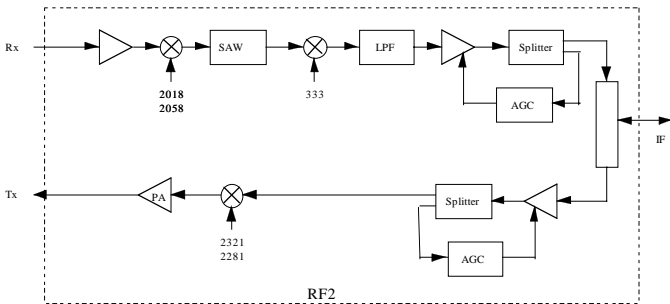 Rx
SAW
LPF
Splitter
2018
2058
333
AGC
IF
Tx
PA
Splitter
2321
2281
AGC
RF2